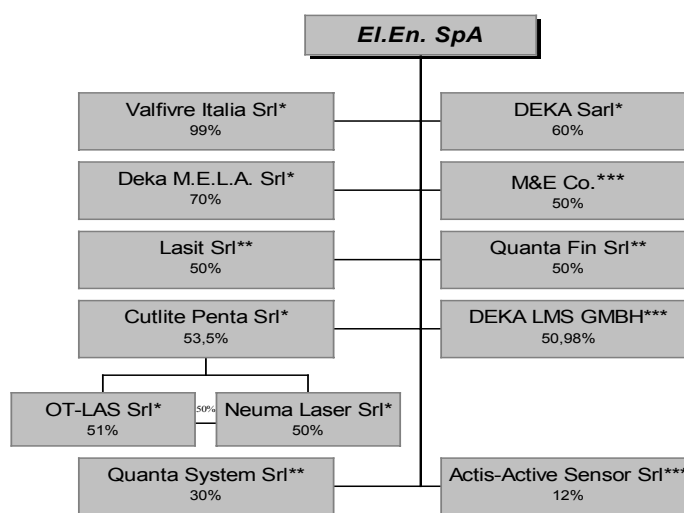 El.En. SpA
Valfivre Italia Srl*
99%
DEKA Sarl*
60%
Deka M.E.L.A. Srl*
70%
M&E Co.***
50%
Lasit Srl**
50%
Quanta Fin Srl**
50%
Cutlite Penta Srl*
53,5%
DEKA LMS GMBH***
50,98%
OT-LAS Srl*
51%
50%
Neuma Laser Srl*
50%
Quanta System Srl**
30%
Actis-Active Sensor Srl***
12%